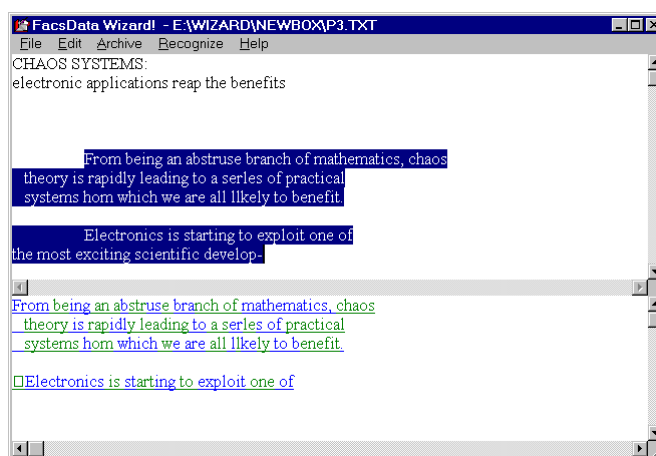 FacsData Wizard! - E:\WIZARD\NEWBOX\P3.TXT
File Edit Archive Recognize Help
CHAOS SYSTEMS:
electronic applications reap the benefits
From being an abstruse branch of mathematics, chaos
theory is rapidly leading to a serles of practical
systems hom which we are all llkely to benefit.
Electronics is starting to exploit one of
the most exciting scientific develop-
From being an abstruse branch of mathematics, chaos
theory is rapidly leading to a serles of practical
systems hom which we are all llkely to benefit.
Electronics is starting to exploit one of